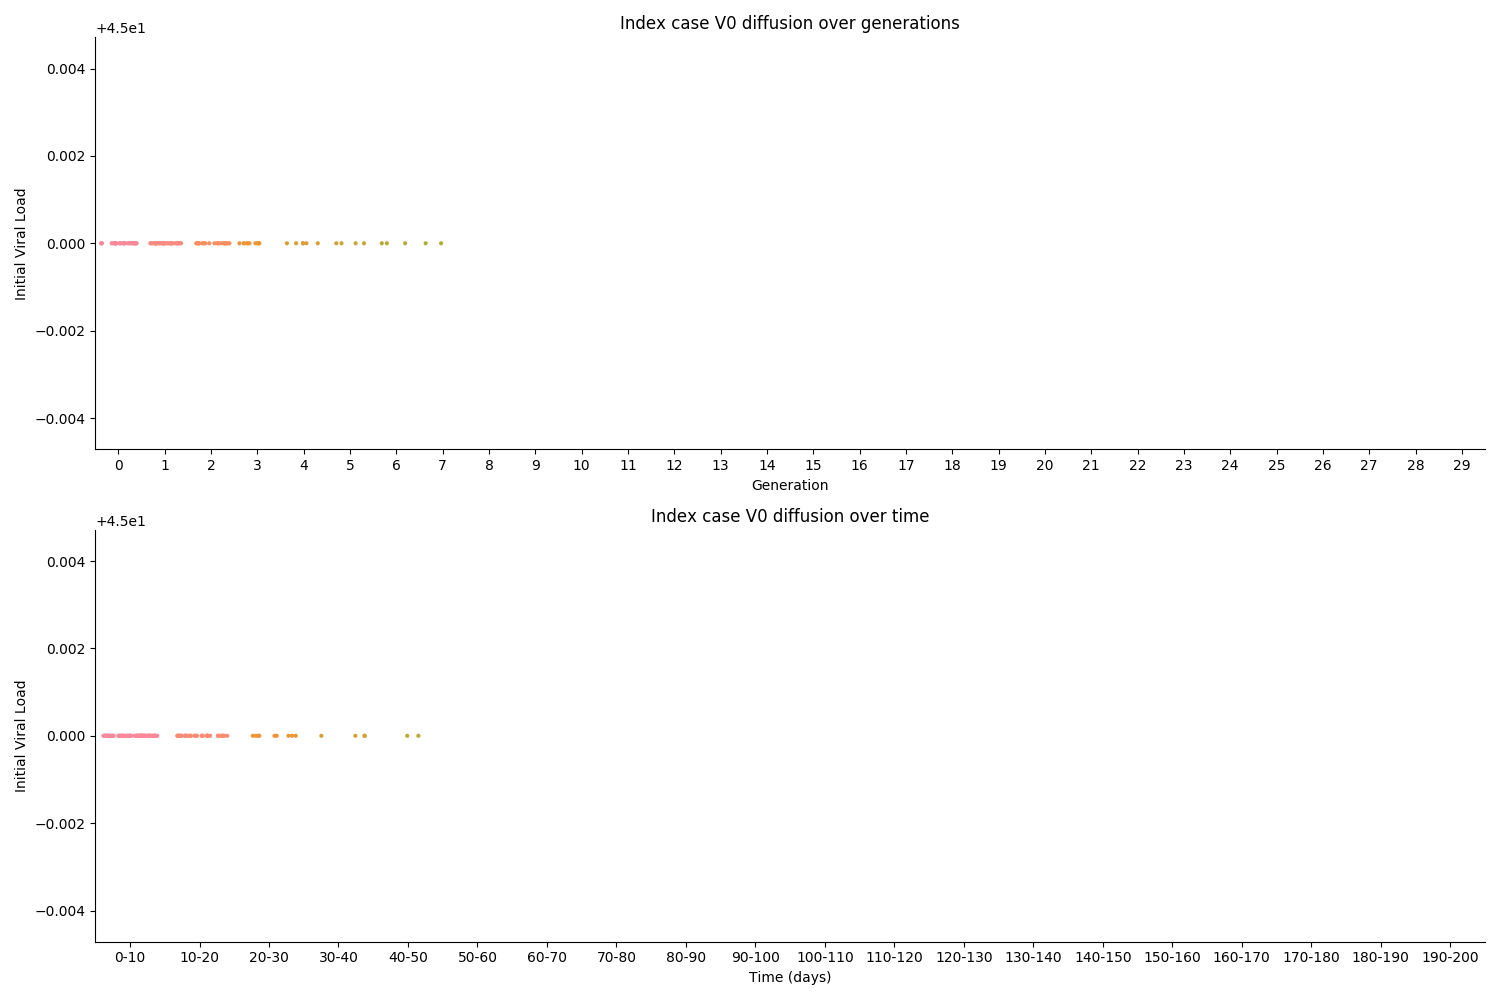 Index case V0 diffusion over generations
+4.5e1
0.004
0.002
0.000
−0.002
−0.004
Initial Viral Load
0 1 2 3 4 5 6 7 8 9 10 11 12 13 14 15 16 17 18 19 20 21 22 23 24 25 26 27 28 29
Generation
Index case V0 diffusion over time
+4.5e1
0.004
0.002
0.000
−0.002
−0.004
Initial Viral Load
0-10 10-20 20-30 30-40 40-50 50-60 60-70 70-80 80-90 90-100 100-110 110-120 120-130 130-140 140-150 150-160 160-170 170-180 180-190 190-200
Time (days)